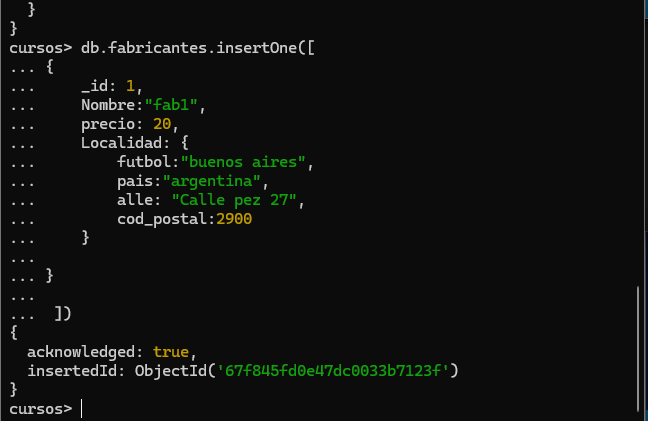 }
}
cursos> db.fabricantes.insertOne([
... {
...     _id: 1,
...     Nombre:"fab1",
...     precio: 20,
...     Localidad: {
...         futbol:"buenos aires",
...         pais:"argentina",
...         alle: "Calle pez 27",
...         cod_postal:2900
...     }
...
... }
...
...  ])
{
  acknowledged: true,
  insertedId: ObjectId('67f845fd0e47dc0033b7123f')
}
cursos>